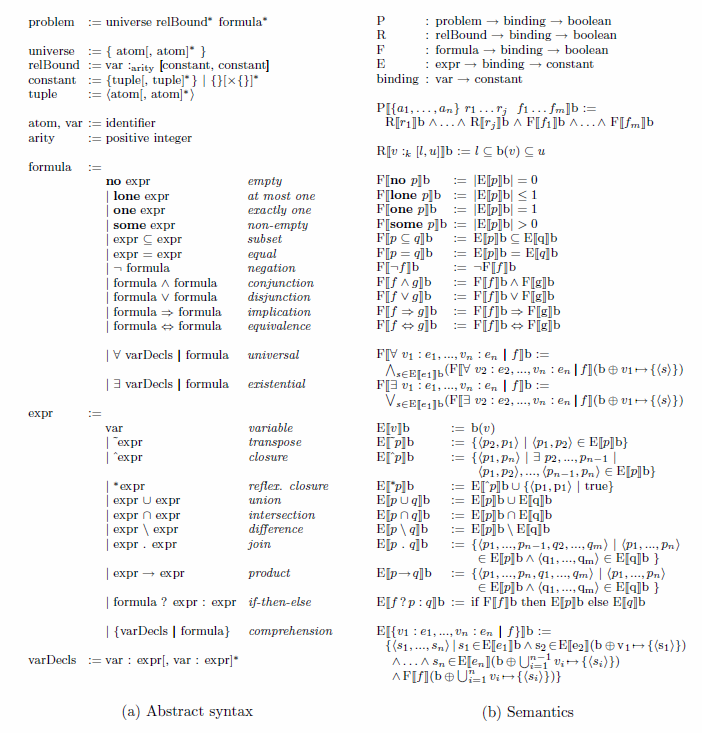 problem := universe relBound* formula*
universe := { atom[, atom]* }
relBound := var :arity [constant, constant]
constant := {tuple[, tuple]*} | {}[×{}]*
tuple := ⟨atom[, atom]*⟩
atom, var := identifier
arity := positive integer
formula :=
no expr empty
| lone expr at most one
| one expr exactly one
| some expr non-empty
| expr ⊆ expr subset
| expr = expr equal
| ¬ formula negation
| formula ∧ formula conjunction
| formula ∨ formula disjunction
| formula ⇒ formula implication
| formula ⇔ formula equivalence
| ∀ varDecls | formula universal
| ∃ varDecls | formula existential
expr :=
var variable
| ˜expr transpose
| ˆexpr closure
| *expr reflex. closure
| expr ∪ expr union
| expr ∩ expr intersection
| expr \ expr difference
| expr . expr join
| expr → expr product
| formula ? expr : expr if-then-else
| {varDecls | formula} comprehension
varDecls := var : expr[, var : expr]*
(a) Abstract syntax
P : problem → binding → boolean
R : relBound → binding → boolean
F : formula → binding → boolean
E : expr → binding → constant
binding : var → constant
P⟦{a₁, . . . , aₙ} r₁ . . . rⱼ f₁ . . . fₘ⟧b :=
R⟦r₁⟧b ∧ . . . ∧ R⟦rⱼ⟧b ∧ F⟦f₁⟧b ∧ . . . ∧ F⟦fₘ⟧b
R⟦v :ₖ [l, u]⟧b := l ⊆ b(v) ⊆ u
F⟦no p⟧b := |E⟦p⟧b| = 0
F⟦lone p⟧b := |E⟦p⟧b| ≤ 1
F⟦one p⟧b := |E⟦p⟧b| = 1
F⟦some p⟧b := |E⟦p⟧b| > 0
F⟦p ⊆ q⟧b := E⟦p⟧b ⊆ E⟦q⟧b
F⟦p = q⟧b := E⟦p⟧b = E⟦q⟧b
F⟦¬f⟧b := ¬F⟦f⟧b
F⟦f ∧ g⟧b := F⟦f⟧b ∧ F⟦g⟧b
F⟦f ∨ g⟧b := F⟦f⟧b ∨ F⟦g⟧b
F⟦f ⇒ g⟧b := F⟦f⟧b ⇒ F⟦g⟧b
F⟦f ⇔ g⟧b := F⟦f⟧b ⇔ F⟦g⟧b
F⟦∀ v₁ : e₁, ..., vₙ : eₙ | f⟧b :=
⋀s∈E⟦e₁⟧b(F⟦∀ v₂ : e₂, ..., vₙ : eₙ | f⟧(b ⊕ v₁ ↦ {⟨s⟩})
F⟦∃ v₁ : e₁, ..., vₙ : eₙ | f⟧b :=
⋁s∈E⟦e₁⟧b(F⟦∃ v₂ : e₂, ..., vₙ : eₙ | f⟧(b ⊕ v₁ ↦ {⟨s⟩})
E⟦v⟧b := b(v)
E⟦˜p⟧b := {⟨p₂, p₁⟩ | ⟨p₁, p₂⟩ ∈ E⟦p⟧b}
E⟦ˆp⟧b := {⟨p₁, pₙ⟩ | ∃ p₂, ..., pₙ₋₁ |
⟨p₁, p₂⟩, ..., ⟨pₙ₋₁, pₙ⟩ ∈ E⟦p⟧b}
E⟦*p⟧b := E⟦ˆp⟧b ∪ {⟨p₁, p₁⟩ | true}
E⟦p ∪ q⟧b := E⟦p⟧b ∪ E⟦q⟧b
E⟦p ∩ q⟧b := E⟦p⟧b ∩ E⟦q⟧b
E⟦p \ q⟧b := E⟦p⟧b \ E⟦q⟧b
E⟦p . q⟧b := {⟨p₁, ..., pₙ₋₁, q₂, ..., qₘ⟩ | ⟨p₁, ..., pₙ⟩
∈ E⟦p⟧b ∧ ⟨q₁, ..., qₘ⟩ ∈ E⟦q⟧b }
E⟦p → q⟧b := {⟨p₁, ..., pₙ, q₁, ..., qₘ⟩ | ⟨p₁, ..., pₙ⟩
∈ E⟦p⟧b ∧ ⟨q₁, ..., qₘ⟩ ∈ E⟦q⟧b }
E⟦f ? p : q⟧b := if F⟦f⟧b then E⟦p⟧b else E⟦q⟧b
E⟦{v₁ : e₁, ..., vₙ : eₙ | f}⟧b :=
{⟨s₁, ..., sₙ⟩ | s₁ ∈ E⟦e₁⟧b ∧ s₂ ∈ E⟦e₂⟧(b ⊕ v₁ ↦ {⟨s₁⟩})
∧ . . . ∧ sₙ ∈ E⟦eₙ⟧(b ⊕ ⋃ⁿ⁻¹ᵢ₌₁ vᵢ ↦ {⟨sᵢ⟩})
∧ F⟦f⟧(b ⊕ ⋃ⁿᵢ₌₁ vᵢ ↦ {⟨sᵢ⟩})}
(b) Semantics